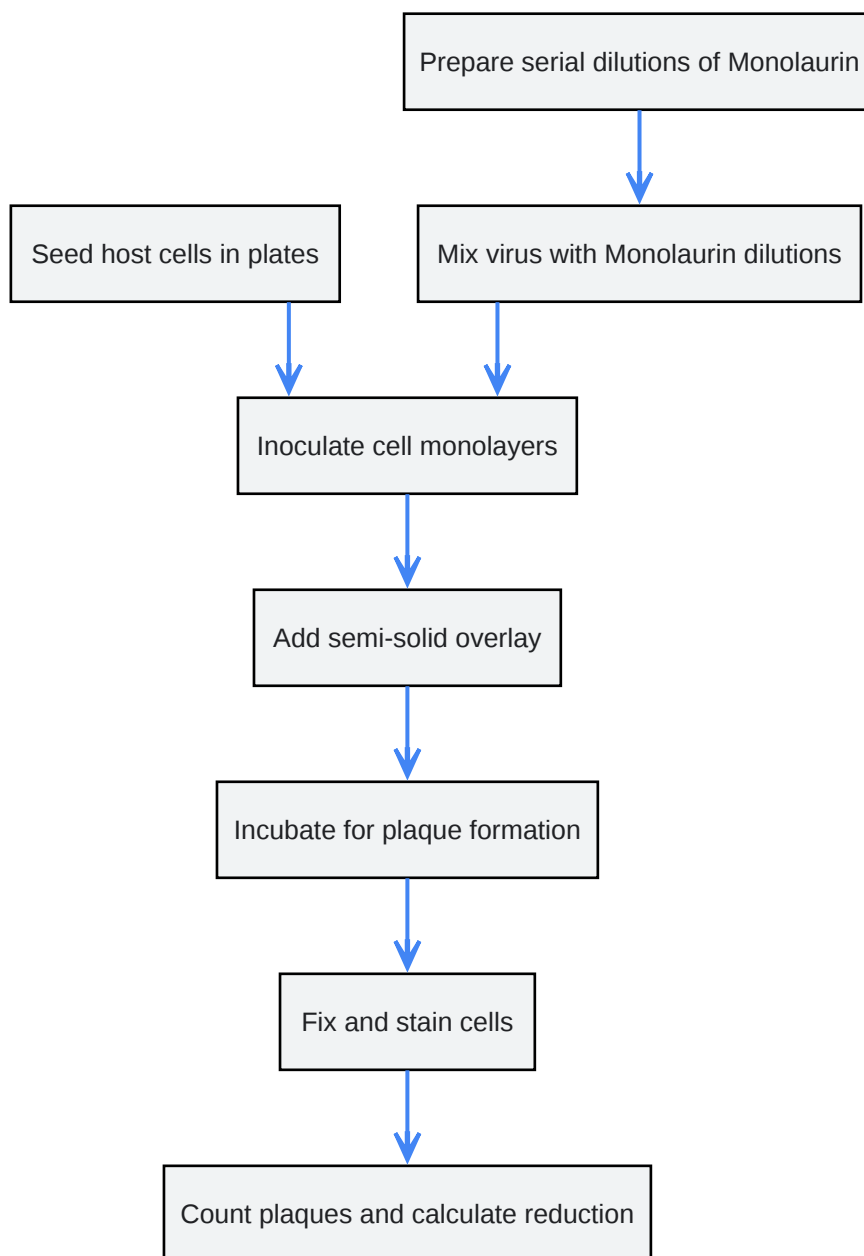 Prepare serial dilutions of Monolaurin
Seed host cells in plates
Mix virus with Monolaurin dilutions
Inoculate cell monolayers
Add semi-solid overlay
Incubate for plaque formation
Fix and stain cells
Count plaques and calculate reduction